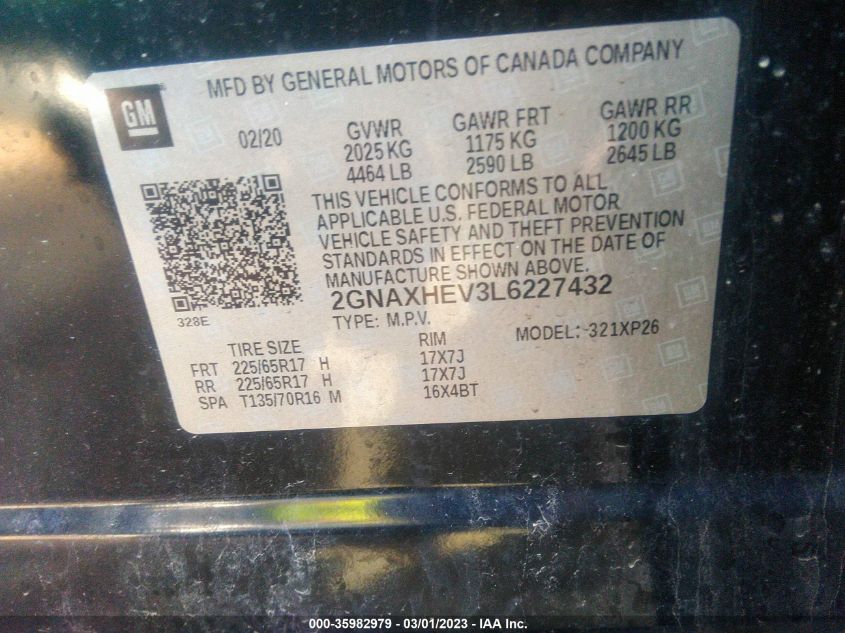 MFD BY GENERAL MOTORS OF CANADA COMPANY
GM
02/20
GVWR
2025 KG
4464 LB
GAWR FRT
1175 KG
2590 LB
GAWR RR
1200 KG
2645 LB
THIS VEHICLE CONFORMS TO ALL
APPLICABLE U.S. FEDERAL MOTOR
VEHICLE SAFETY AND THEFT PREVENTION
STANDARDS IN EFFECT ON THE DATE OF
MANUFACTURE SHOWN ABOVE.
328E
2GNAXHEV3L6227432
TYPE: M.P.V.
MODEL: 321XP26
TIRE SIZE RIM
FRT 225/65R17 H 17X7J
RR 225/65R17 H 17X7J
SPA T135/70R16 M 16X4BT
000-35982979 - 03/01/2023 - IAA Inc.